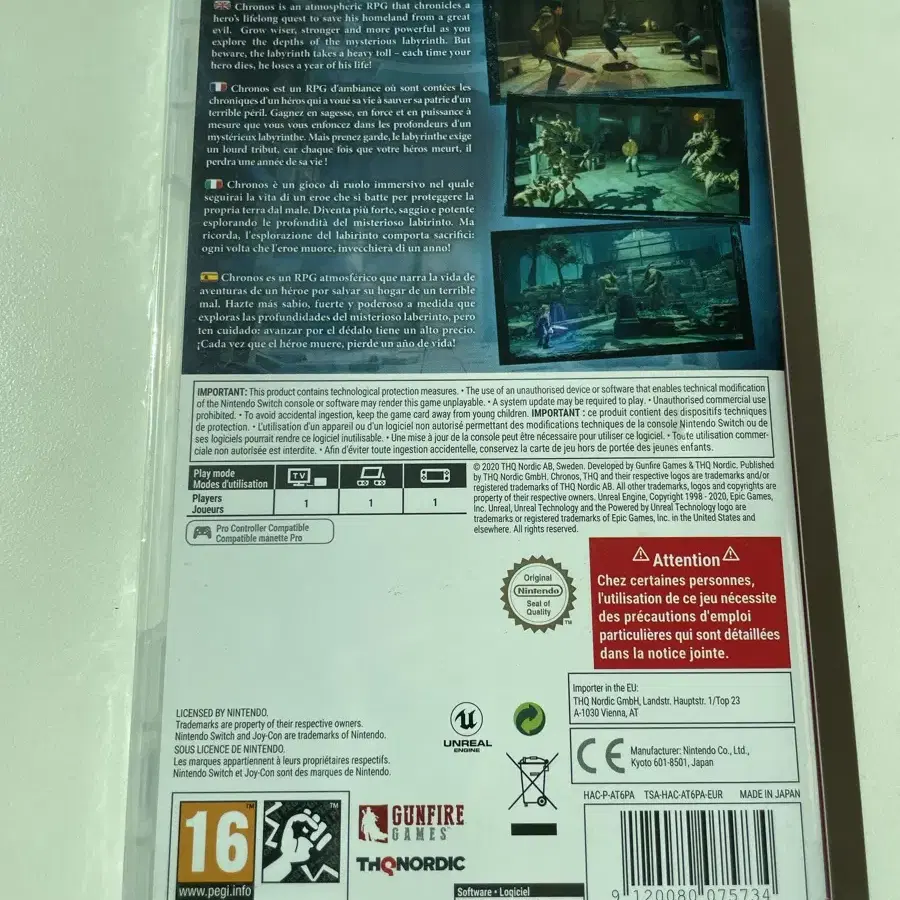 Chronos is an atmospheric RPG that chronicles a
hero's lifelong quest to save his homeland from a great
evil. Grow wiser, stronger and more powerful as you
explore the depths of the mysterious labyrinth. But
beware, the labyrinth takes a heavy toll – each time your
hero dies, he loses a year of his life!
Chronos est un RPG d'ambiance où sont contées les
chroniques d'un héros qui a voué sa vie à sauver sa patrie d'un
terrible péril. Gagnez en sagesse, en force et en puissance à
mesure que vous vous enfoncez dans les profondeurs d'un
mystérieux labyrinthe. Mais prenez garde, le labyrinthe exige
un lourd tribut, car chaque fois que votre héros meurt, il
perdra une année de sa vie !
Chronos è un gioco di ruolo immersivo nel quale
seguirai la vita di un eroe che si batte per proteggere la
propria terra dal male. Diventa più forte, saggio e potente
esplorando le profondità del misterioso labirinto. Ma
ricorda, l'esplorazione del labirinto comporta sacrifici:
ogni volta che l'eroe muore, invecchierà di un anno!
Chronos es un RPG atmosférico que narra la vida de
aventuras de un héroe por salvar su hogar de un terrible
mal. Hazte más sabio, fuerte y poderoso a medida que
exploras las profundidades del misterioso laberinto, pero
ten cuidado: avanzar por el dédalo tiene un alto precio.
¡Cada vez que el héroe muere, pierde un año de vida!
IMPORTANT: This product contains technological protection measures. • The use of an unauthorised device or software that enables technical modification
of the Nintendo Switch console or software may render this game unplayable. • A system update may be required to play. • Unauthorised commercial use
prohibited. • To avoid accidental ingestion, keep the game card away from young children. IMPORTANT : ce produit contient des dispositifs techniques
de protection. • L'utilisation d'un appareil ou d'un logiciel non autorisé permettant des modifications techniques de la console Nintendo Switch ou de
ses logiciels pourrait rendre ce logiciel inutilisable. • Une mise à jour de la console peut être nécessaire pour utiliser ce logiciel. • Toute utilisation commer-
ciale non autorisée est interdite. • Afin d'éviter toute ingestion accidentelle, conservez la carte de jeu hors de portée des jeunes enfants.
Play mode
Modes d'utilisation
TV
Players
Joueurs
1
1
1
Pro Controller Compatible
Compatible manette Pro
© 2020 THQ Nordic AB, Sweden. Developed by Gunfire Games & THQ Nordic. Published
by THQ Nordic GmbH. Chronos, THQ and their respective logos are trademarks and/or
registered trademarks of THQ Nordic AB. All other trademarks, logos and copyrights are
property of their respective owners. Unreal Engine, Copyright 1998 - 2020, Epic Games,
Inc. Unreal, Unreal Technology and the Powered by Unreal Technology logo are
trademarks or registered trademarks of Epic Games, Inc. in the United States and
elsewhere. All rights reserved.
Original
Nintendo
Seal of
Quality
TM
Attention
Chez certaines personnes,
l'utilisation de ce jeu nécessite
des précautions d'emploi
particulières qui sont détaillées
dans la notice jointe.
Importer in the EU:
THQ Nordic GmbH, Landstr. Hauptstr. 1/Top 23
A-1030 Vienna, AT
LICENSED BY NINTENDO.
Trademarks are property of their respective owners.
Nintendo Switch and Joy-Con are trademarks of Nintendo.
SOUS LICENCE DE NINTENDO.
Les marques appartiennent à leurs propriétaires respectifs.
Nintendo Switch et Joy-Con sont des marques de Nintendo.
UNREAL
ENGINE
CE
Manufacturer: Nintendo Co., Ltd.,
Kyoto 601-8501, Japan
HAC-P-AT6PA TSA-HAC-AT6PA-EUR MADE IN JAPAN
16
TM
www.pegi.info
TM
GUNFIRE
GAMES
THQNORDIC
Software • Logiciel
9 120080 075734